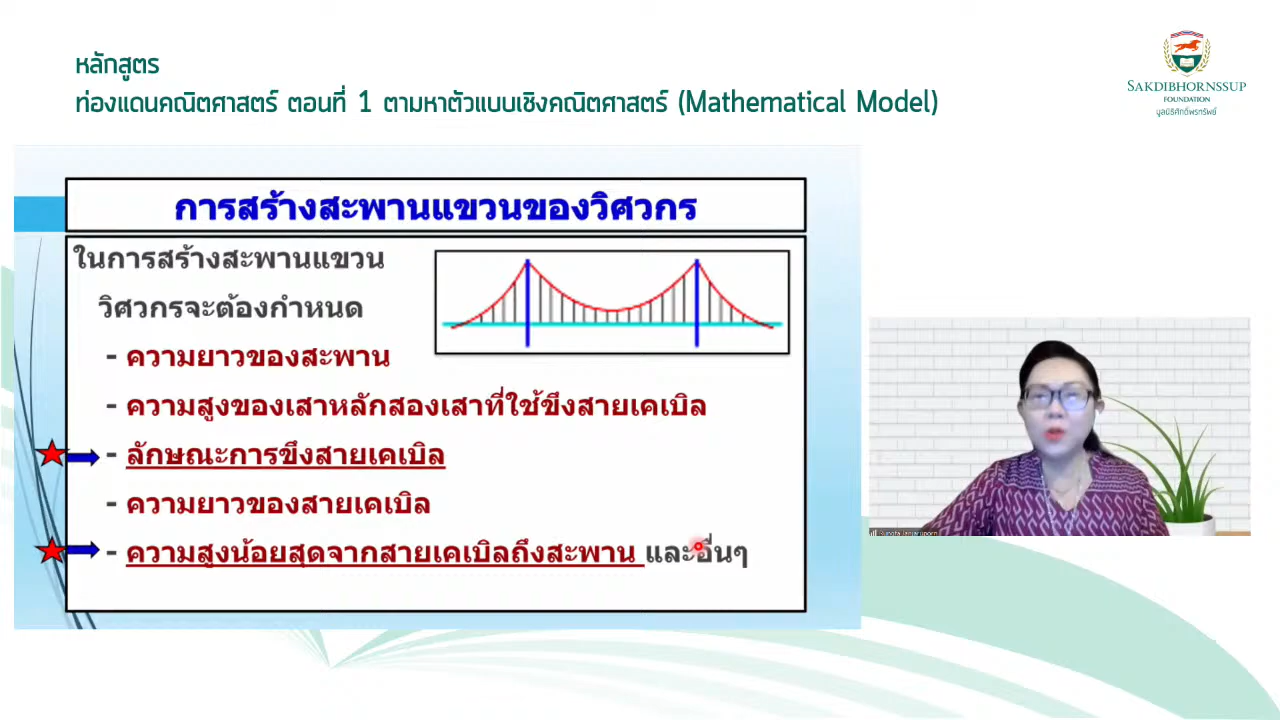 หลักสูตร
ท่องแดนคณิตศาสตร์ ตอนที่ 1 ตามหาตัวแบบเชิงคณิตศาสตร์ (Mathematical Model)
SAKDIBHORNSSUP
FOUNDATION
มูลนิธิศักดิ์พรทรัพย์
การสร้างสะพานแขวนของวิศวกร
ในการสร้างสะพานแขวน
วิศวกรจะต้องกำหนด
- ความยาวของสะพาน
- ความสูงของเสาหลักสองเสาที่ใช้ขึงสายเคเบิล
- ลักษณะการขึงสายเคเบิล
- ความยาวของสายเคเบิล
- ความสูงน้อยสุดจากสายเคเบิลถึงสะพาน และอื่นๆ